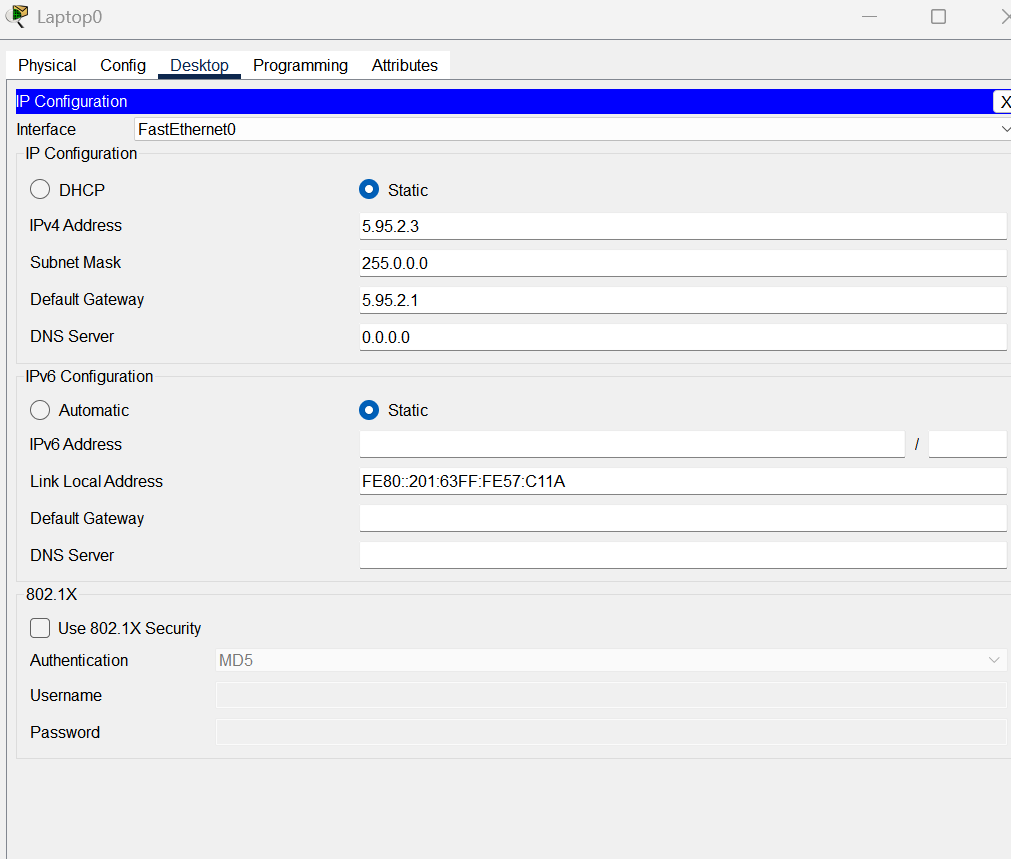 Laptop0
Physical Config Desktop Programming Attributes
IP Configuration X
Interface FastEthernet0
IP Configuration
DHCP Static
IPv4 Address 5.95.2.3
Subnet Mask 255.0.0.0
Default Gateway 5.95.2.1
DNS Server 0.0.0.0
IPv6 Configuration
Automatic Static
IPv6 Address /
Link Local Address FE80::201:63FF:FE57:C11A
Default Gateway
DNS Server
802.1X
Use 802.1X Security
Authentication MD5
Username
Password